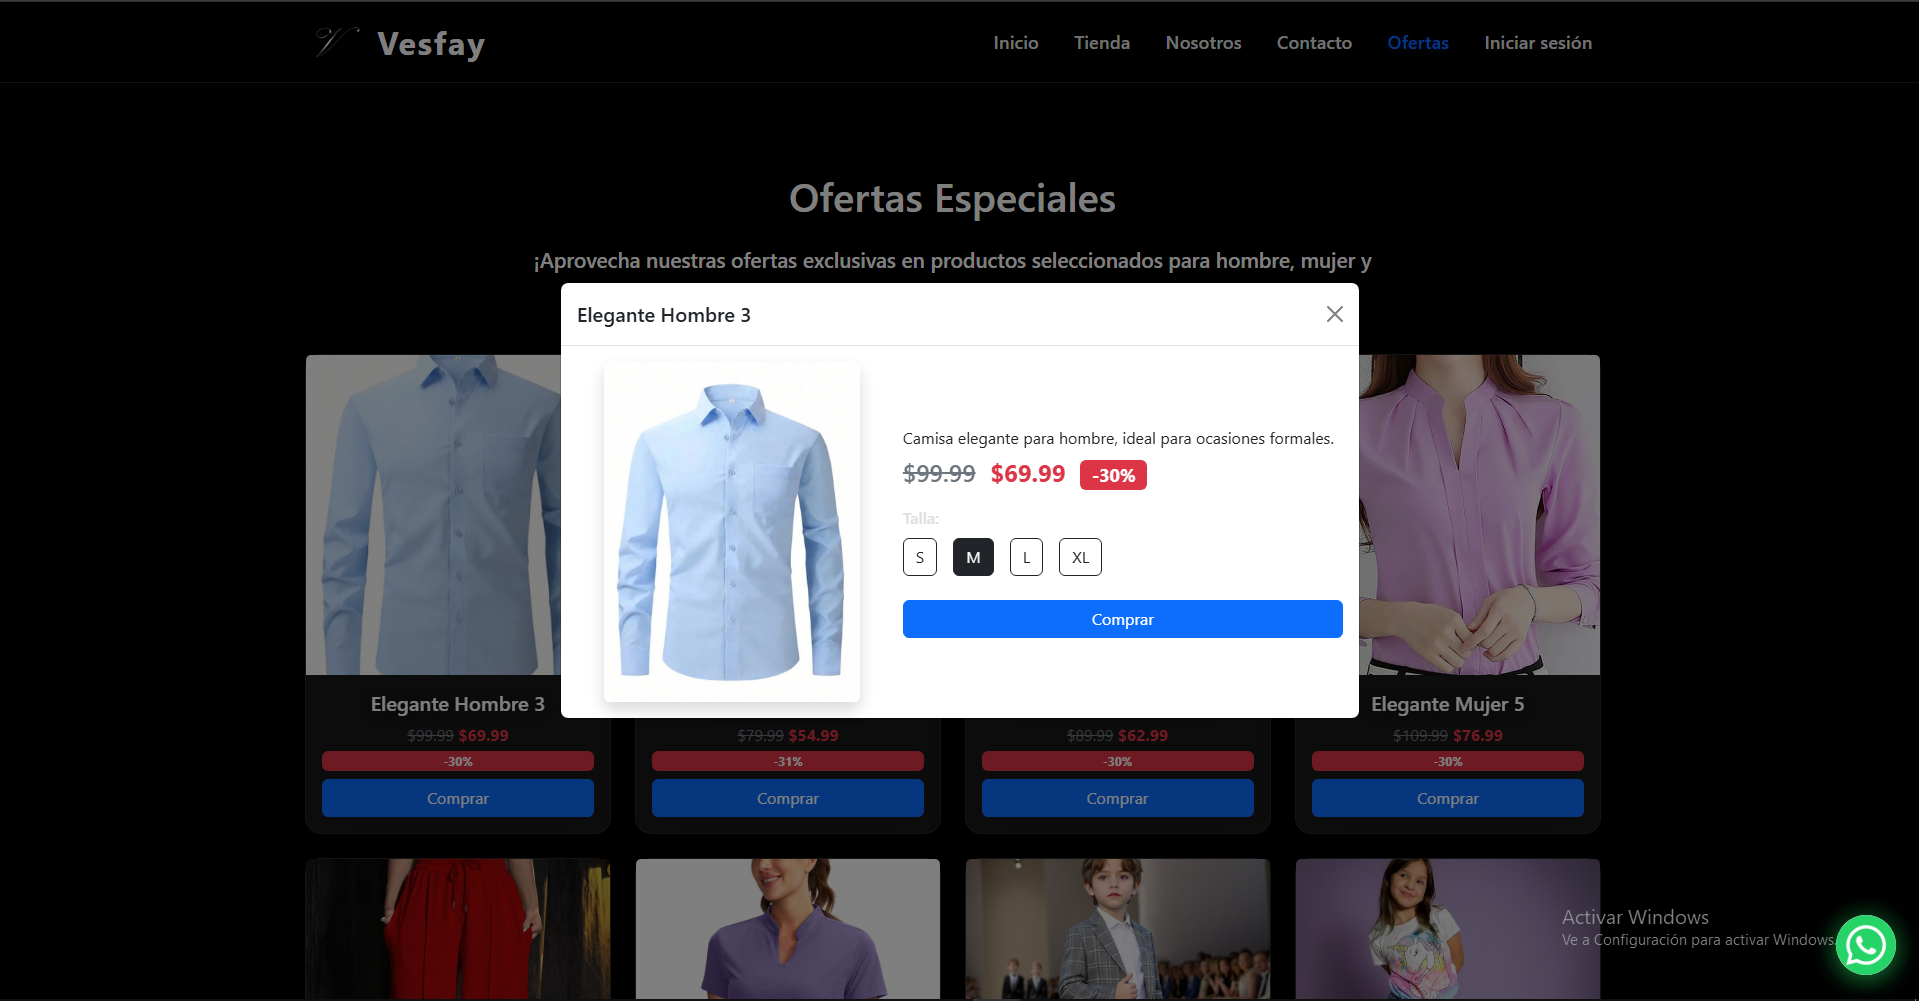 Vesfay
Inicio Tienda Nosotros Contacto Ofertas Iniciar sesión
Ofertas Especiales
¡Aprovecha nuestras ofertas exclusivas en productos seleccionados para hombre, mujer y
Elegante Hombre 3
Camisa elegante para hombre, ideal para ocasiones formales.
$99.99 $69.99 -30%
Talla:
S M L XL
Comprar
Elegante Hombre 3 Elegante Mujer 5
$99.99 $69.99 $79.99 $54.99 $89.99 $62.99 $109.99 $76.99
-30% -31% -30% -30%
Comprar Comprar Comprar Comprar
Activar Windows
Ve a Configuración para activar Windows.